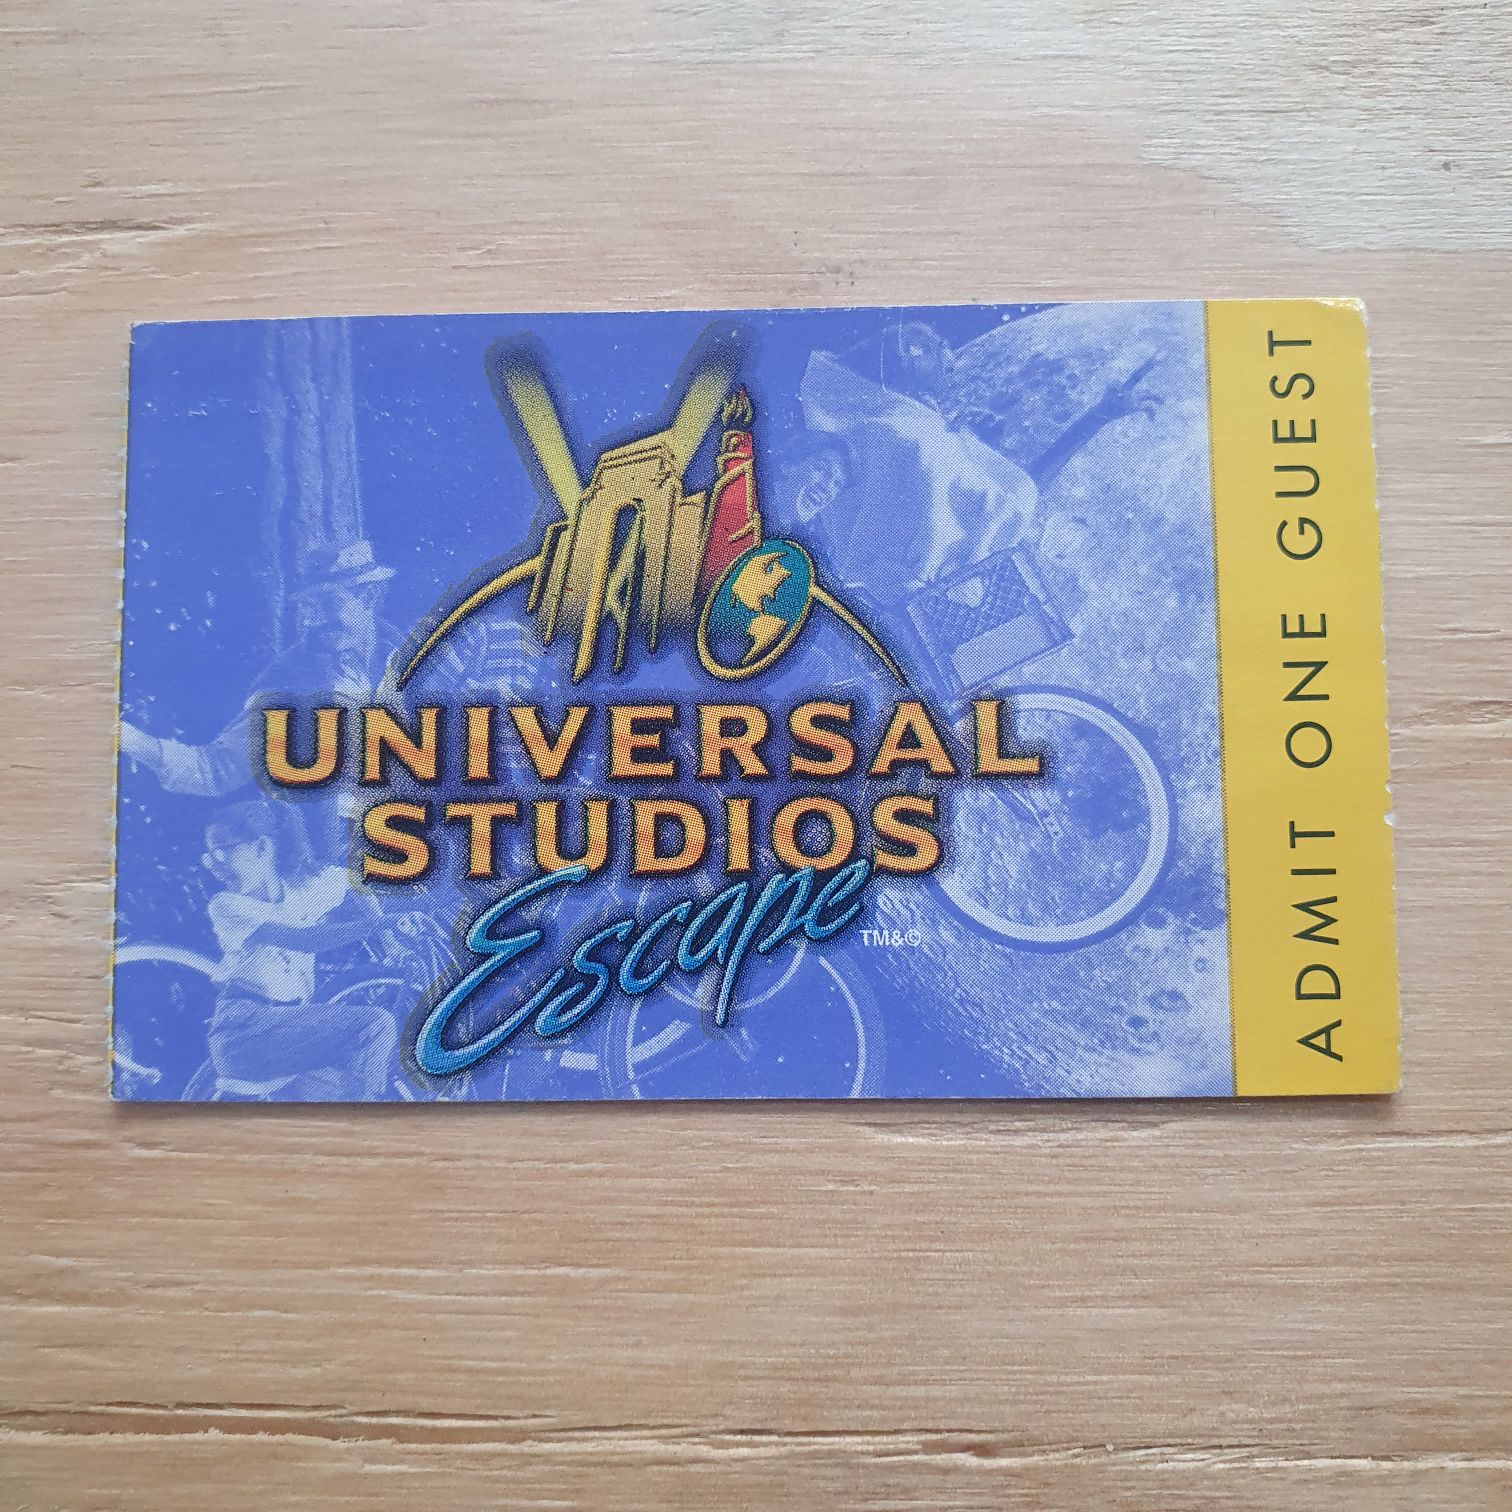 UNIVERSAL
STUDIOS
Escape
TM&©
ADMIT ONE GUEST